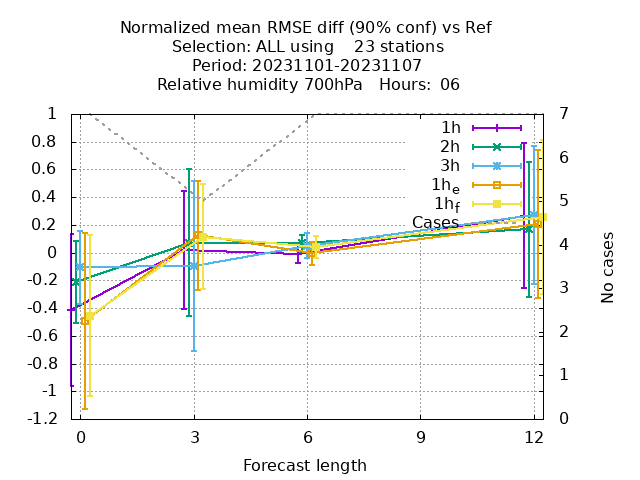 Normalized mean RMSE diff (90% conf) vs Ref
Selection: ALL using    23 stations
Period: 20231101-20231107
Relative humidity 700hPa   Hours:  06
1
0.8
0.6
0.4
0.2
0
-0.2
-0.4
-0.6
-0.8
-1
-1.2
7
6
5
4
3
2
1
0
No cases
1h
2h
3h
1he
1hf
Cases
0
3
6
9
12
Forecast length